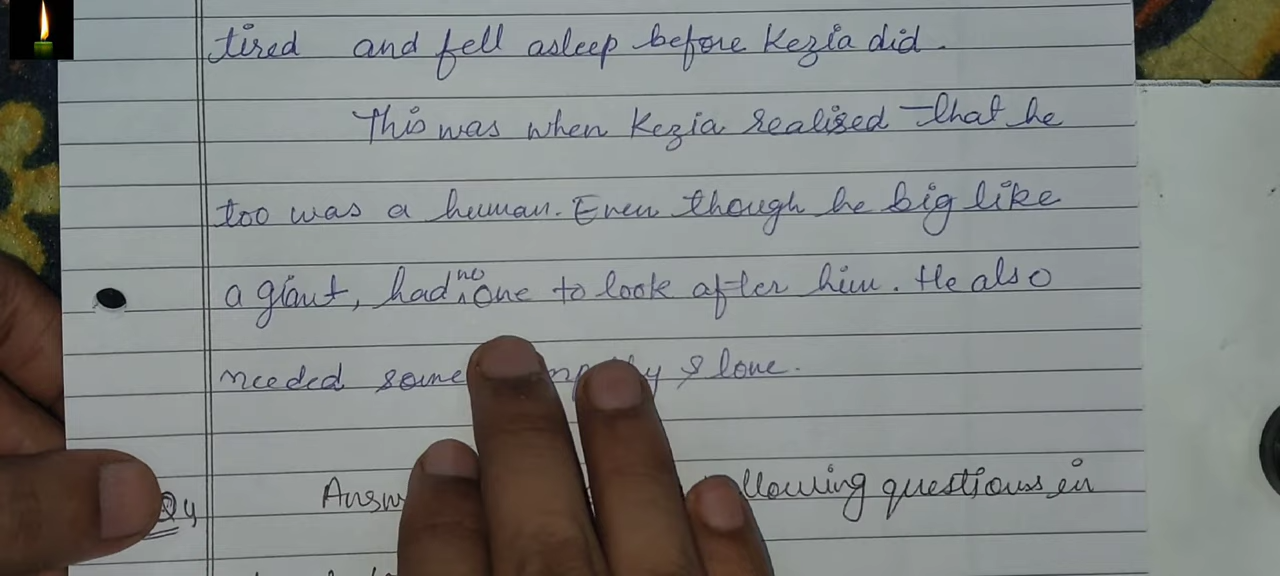 tired and fell asleep before Kezia did.
This was when Kezia realised that he
too was a human. Even though he big like
a giant, had no one to look after him. He also
needed some & love.
Q4 following questions in